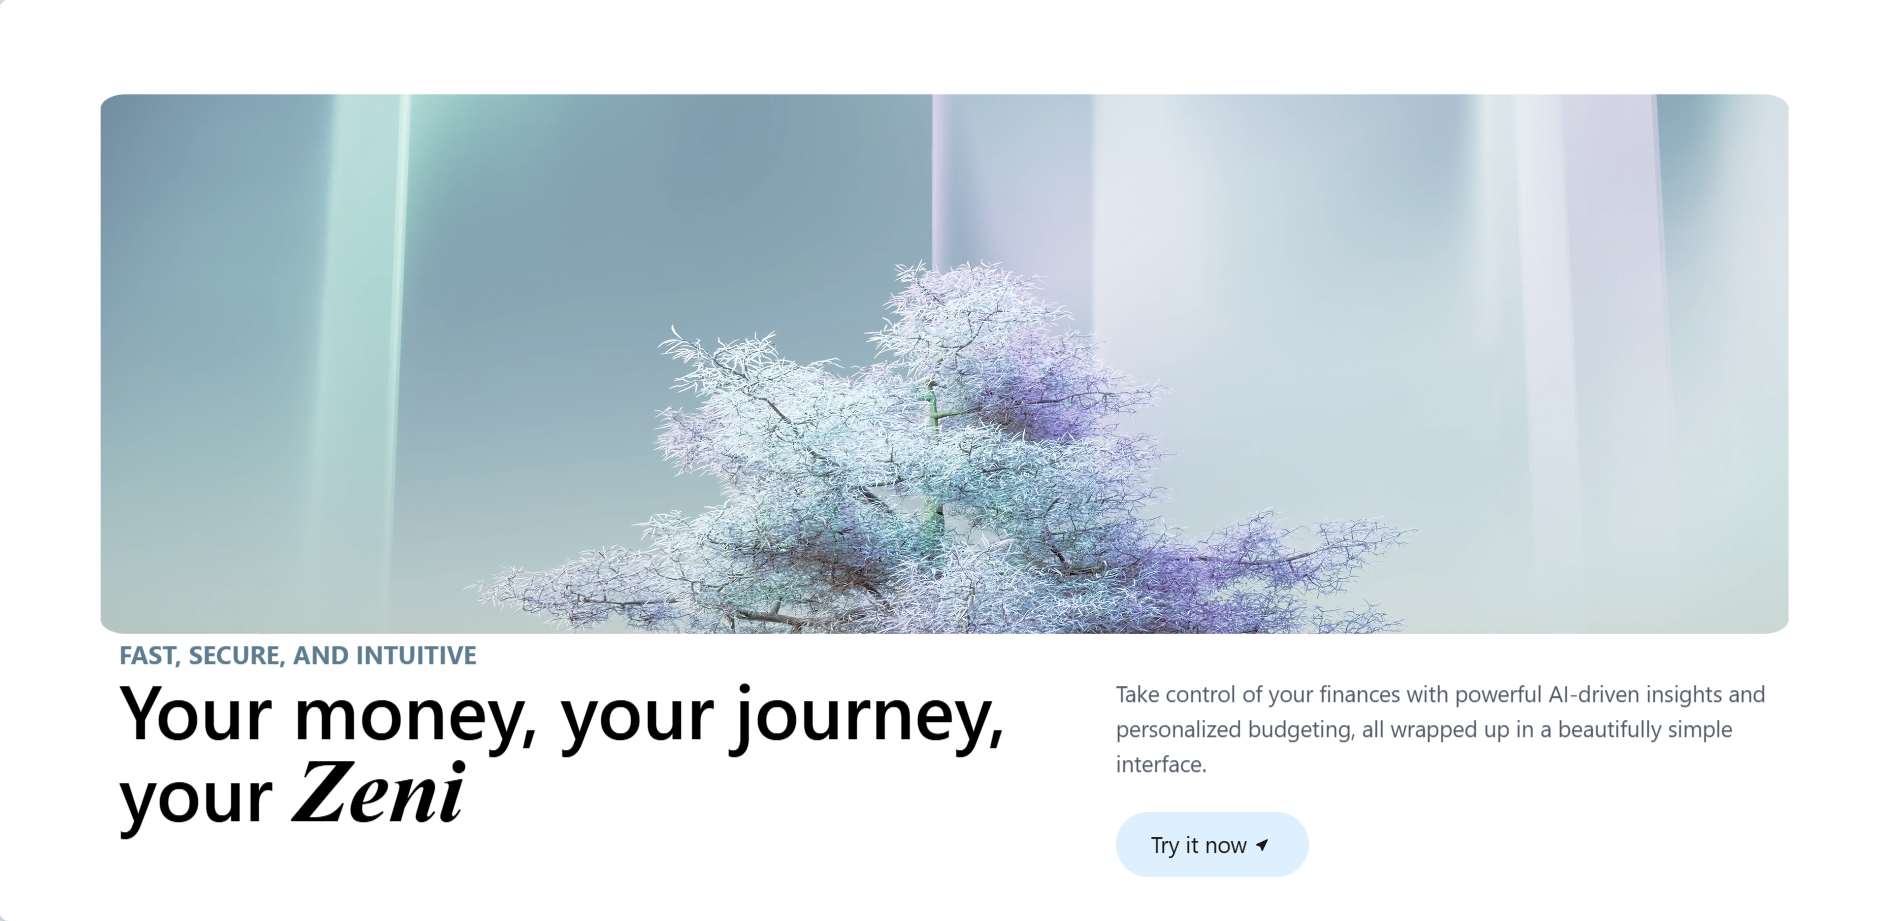 FAST, SECURE, AND INTUITIVE
Your money, your journey,
your Zeni
Take control of your finances with powerful AI-driven insights and
personalized budgeting, all wrapped up in a beautifully simple
interface.
Try it now